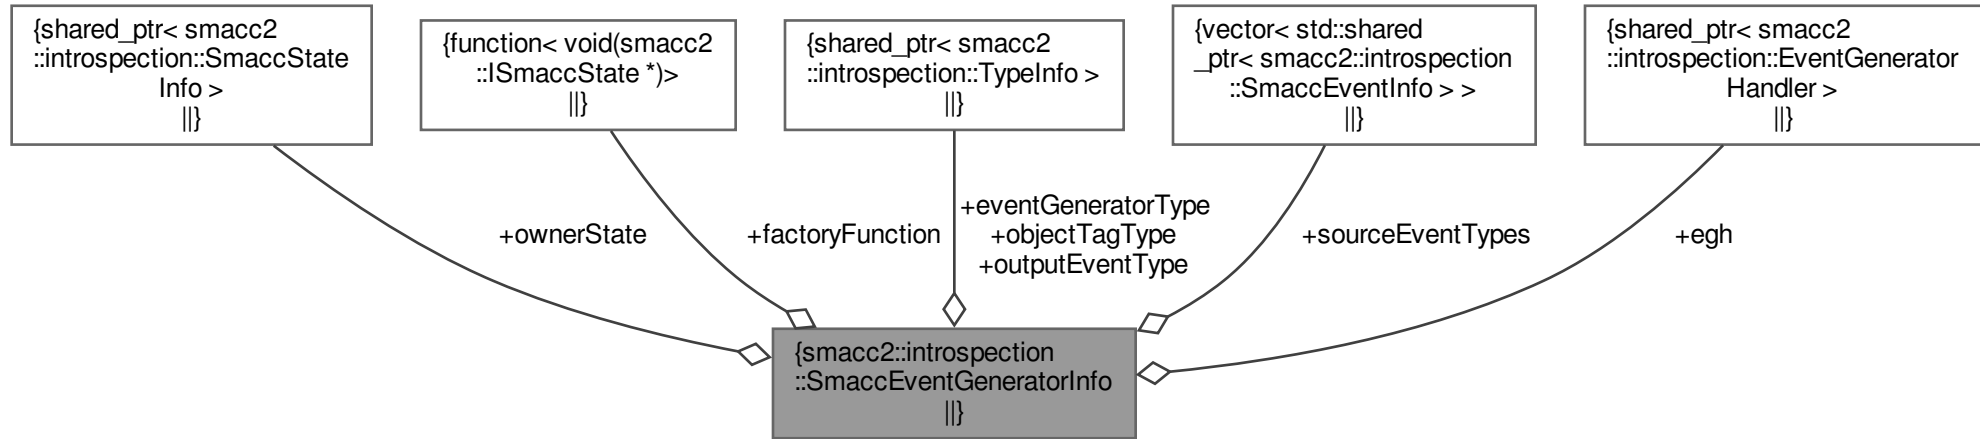 {shared_ptr< smacc2
::introspection::SmaccState
Info >
||}
{function< void(smacc2
::ISmaccState *)>
||}
{shared_ptr< smacc2
::introspection::TypeInfo >
||}
{vector< std::shared
_ptr< smacc2::introspection
::SmaccEventInfo > >
||}
{shared_ptr< smacc2
::introspection::EventGenerator
Handler >
||}
+ownerState
+factoryFunction
+eventGeneratorType
+objectTagType
+outputEventType
+sourceEventTypes
+egh
{smacc2::introspection
::SmaccEventGeneratorInfo
||}